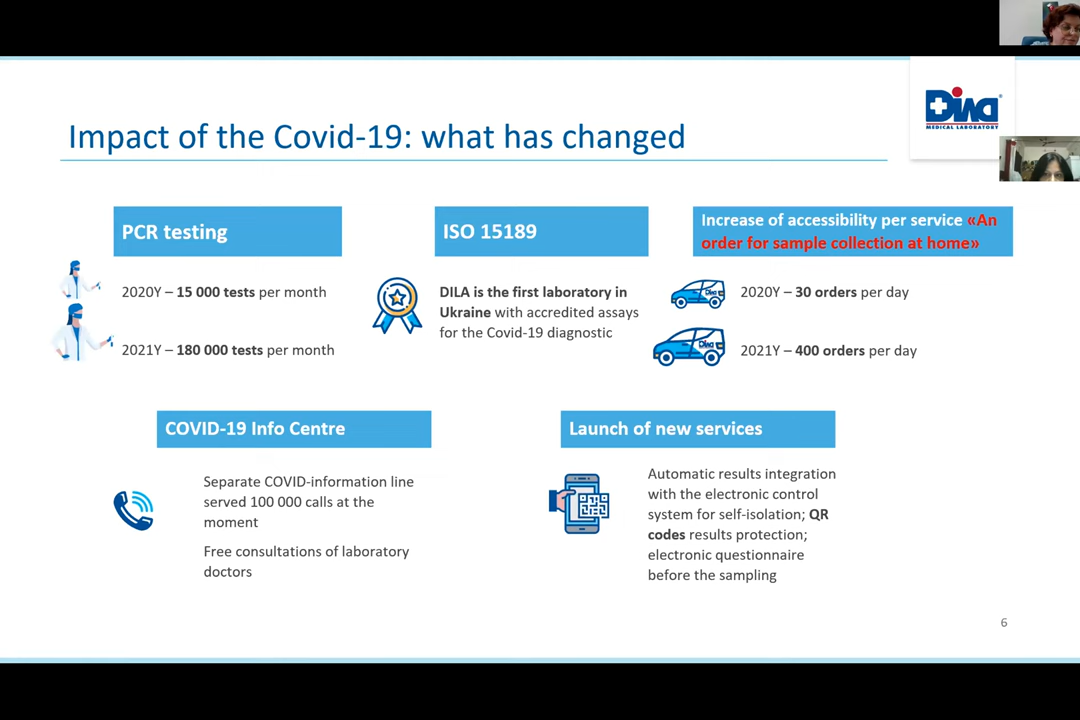 DiLA
MEDICAL LABORATORY
Impact of the Covid-19: what has changed
PCR testing
2020Y – 15 000 tests per month
2021Y – 180 000 tests per month
ISO 15189
DILA is the first laboratory in
Ukraine with accredited assays
for the Covid-19 diagnostic
Increase of accessibility per service «An
order for sample collection at home»
2020Y – 30 orders per day
2021Y – 400 orders per day
COVID-19 Info Centre
Separate COVID-information line
served 100 000 calls at the
moment
Free consultations of laboratory
doctors
Launch of new services
Automatic results integration
with the electronic control
system for self-isolation; QR
codes results protection;
electronic questionnaire
before the sampling
6